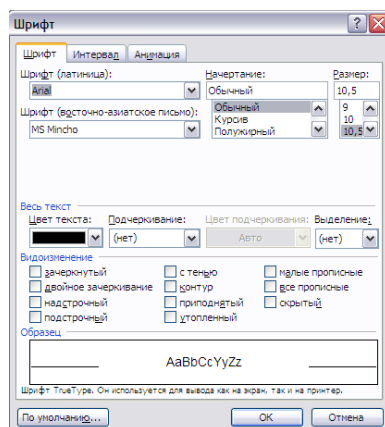 Шрифт
Шрифт Интервал Анимация
Шрифт (латиница): Начертание: Размер:
Arial Обычный 10,5
Обычный 9
Шрифт (восточно-азиатское письмо): Курсив 10
MS Mincho Полужирный 10,5
Весь текст
Цвет текста: Подчеркивание: Цвет подчеркивания: Выделение:
(нет) Авто (нет)
Видоизменение
зачеркнутый с тенью малые прописные
двойное зачеркивание контур все прописные
надстрочный приподнятый скрытый
подстрочный утопленный
Образец
AaBbCcYyZz
Шрифт TrueType. Он используется для вывода как на экран, так и на принтер.
По умолчанию... ОК Отмена